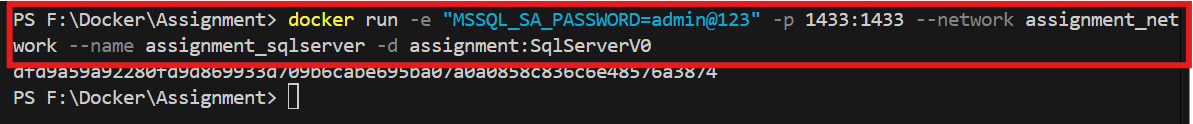 PS F:\Docker\Assignment> docker run -e "MSSQL_SA_PASSWORD=admin@123" -p 1433:1433 --network assignment_net
work --name assignment_sqlserver -d assignment:SqlServerV0
dfd9a59a92280fd9d869933d709b6cabe695ba07a0a0858c836c6e48576a3874
PS F:\Docker\Assignment>